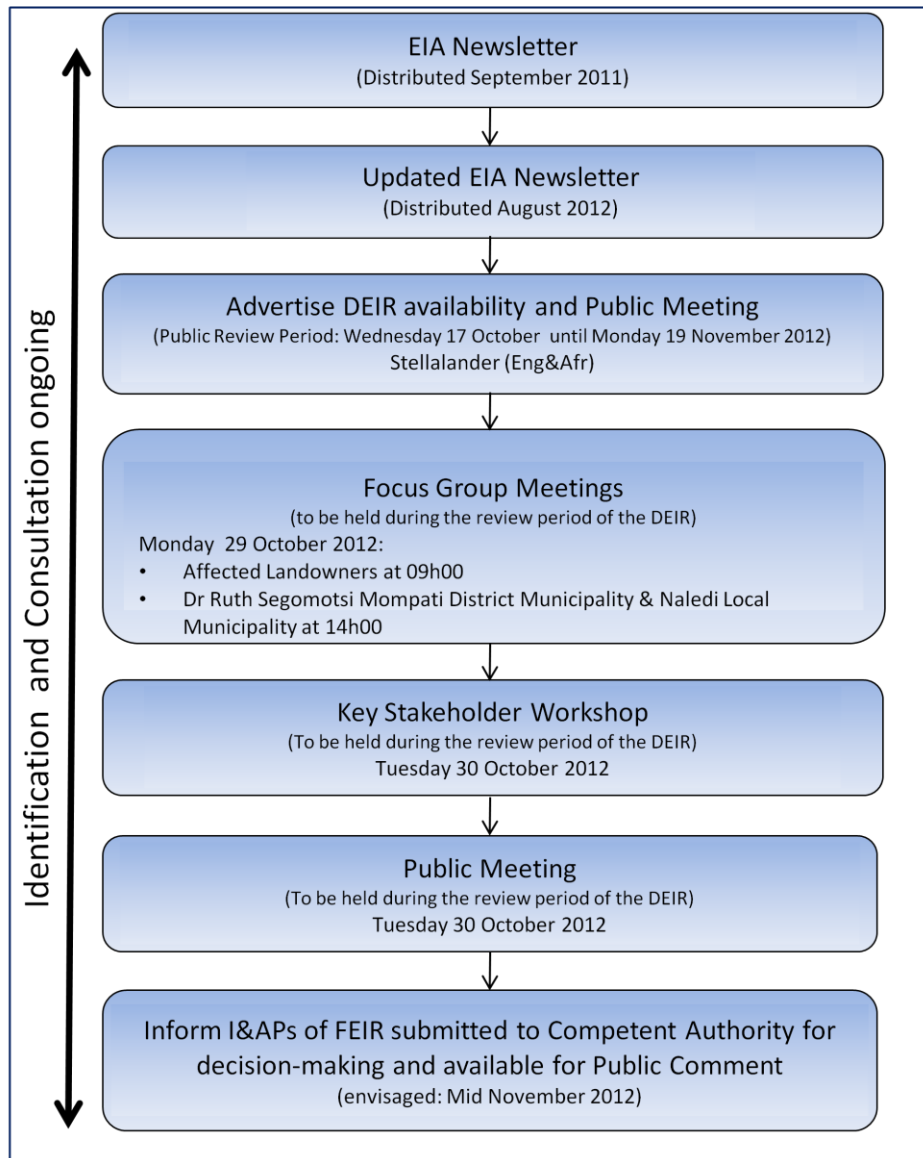 Identification and Consultation ongoing
EIA Newsletter
(Distributed September 2011)
Updated EIA Newsletter
(Distributed August 2012)
Advertise DEIR availability and Public Meeting
(Public Review Period: Wednesday 17 October until Monday 19 November 2012)
Stellalander (Eng&Afr)
Focus Group Meetings
(to be held during the review period of the DEIR)
Monday 29 October 2012:
• Affected Landowners at 09h00
• Dr Ruth Segomotsi Mompati District Municipality & Naledi Local
Municipality at 14h00
Key Stakeholder Workshop
(To be held during the review period of the DEIR)
Tuesday 30 October 2012
Public Meeting
(To be held during the review period of the DEIR)
Tuesday 30 October 2012
Inform I&APs of FEIR submitted to Competent Authority for
decision-making and available for Public Comment
(envisaged: Mid November 2012)